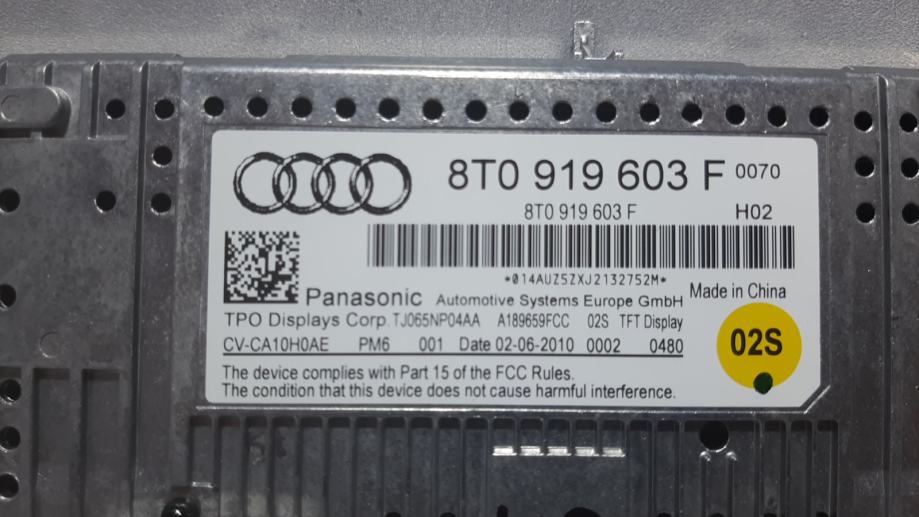 8T0 919 603 F 0070
8T0 919 603 F H02
*014AUZ5ZXJ2132752M*
Panasonic Automotive Systems Europe GmbH Made in China
TPO Displays Corp. TJ065NP04AA A189659FCC 02S TFT Display
CV-CA10H0AE PM6 001 Date 02-06-2010 0002 0480
02S
The device complies with Part 15 of the FCC Rules.
The condition that this device does not cause harmful interference.